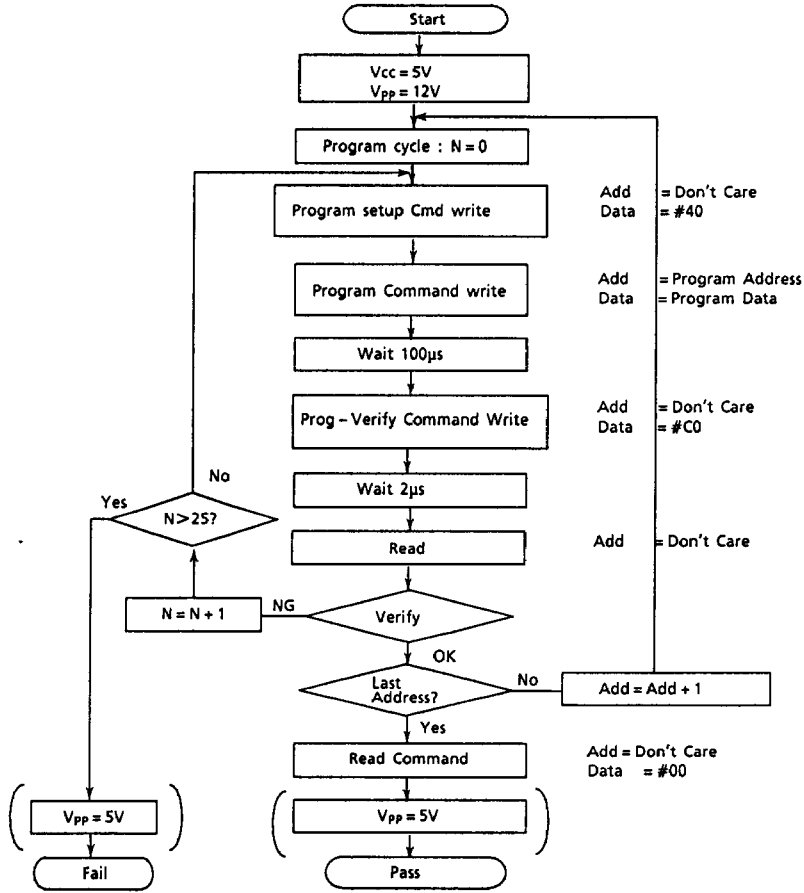 Start
Vcc = 5V
Vpp = 12V
Program cycle : N = 0
Program setup Cmd write
Add = Don't Care
Data = #40
Program Command write
Add = Program Address
Data = Program Data
Wait 100μs
Prog – Verify Command Write
Add = Don't Care
Data = #C0
No
Yes
N > 25?
Wait 2μs
Read
Add = Don't Care
N = N + 1
NG
Verify
OK
Last
Address?
No
Add = Add + 1
Yes
Read Command
Add = Don't Care
Data = #00
Vpp = 5V
Vpp = 5V
Fail
Pass